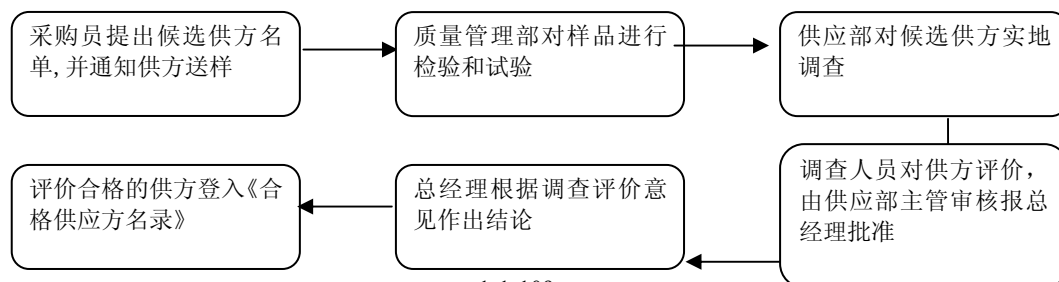 采购员提出候选供方名
单,并通知供方送样
质量管理部对样品进行
检验和试验
供应部对候选供方实地
调查
调查人员对供方评价，
由供应部主管审核报总
经理批准
总经理根据调查评价意
见作出结论
评价合格的供方登入《合
格供应方名录》